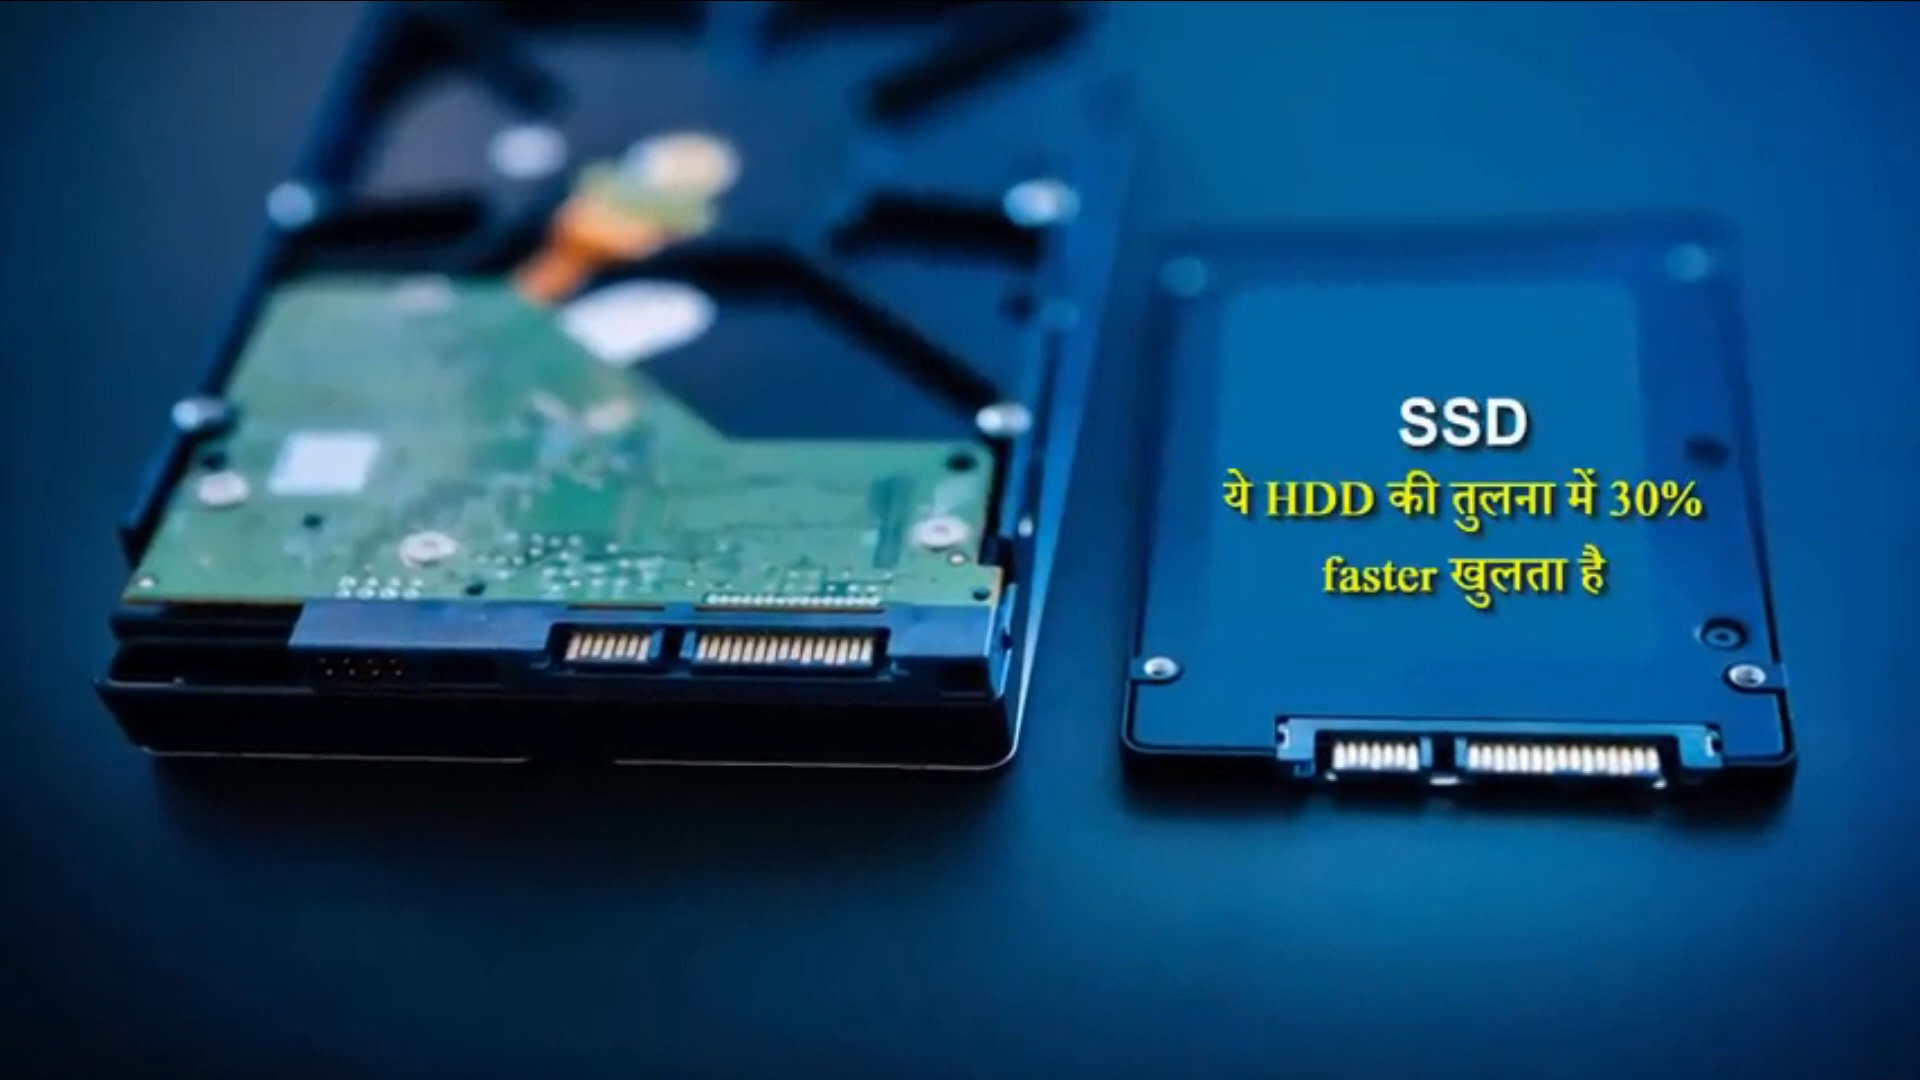 SSD
ये HDD की तुलना में 30%
faster खुलता है